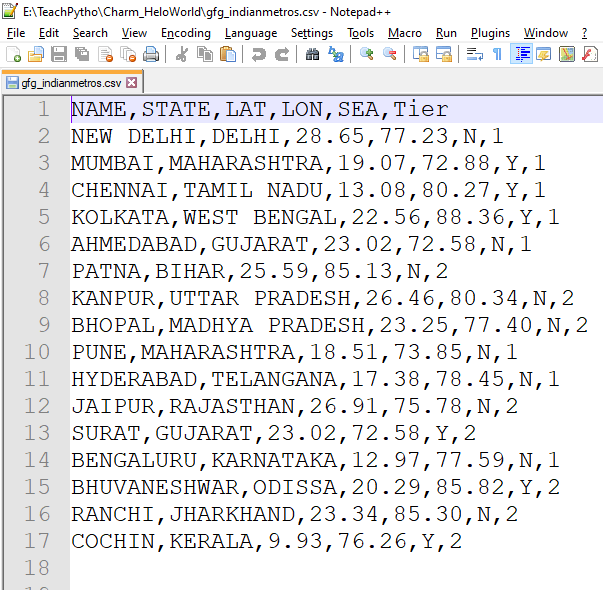 E:\TeachPytho\Charm_HeloWorld\gfg_indianmetros.csv - Notepad++
File Edit Search View Encoding Language Settings Tools Macro Run Plugins Window ?
gfg_indianmetros.csv
1 NAME,STATE,LAT,LON,SEA,Tier
2 NEW DELHI,DELHI,28.65,77.23,N,1
3 MUMBAI,MAHARASHTRA,19.07,72.88,Y,1
4 CHENNAI,TAMIL NADU,13.08,80.27,Y,1
5 KOLKATA,WEST BENGAL,22.56,88.36,Y,1
6 AHMEDABAD,GUJARAT,23.02,72.58,N,1
7 PATNA,BIHAR,25.59,85.13,N,2
8 KANPUR,UTTAR PRADESH,26.46,80.34,N,2
9 BHOPAL,MADHYA PRADESH,23.25,77.40,N,2
10 PUNE,MAHARASHTRA,18.51,73.85,N,1
11 HYDERABAD,TELANGANA,17.38,78.45,N,1
12 JAIPUR,RAJASTHAN,26.91,75.78,N,2
13 SURAT,GUJARAT,23.02,72.58,Y,2
14 BENGALURU,KARNATAKA,12.97,77.59,N,1
15 BHUVANESHWAR,ODISSA,20.29,85.82,Y,2
16 RANCHI,JHARKHAND,23.34,85.30,N,2
17 COCHIN,KERALA,9.93,76.26,Y,2
18